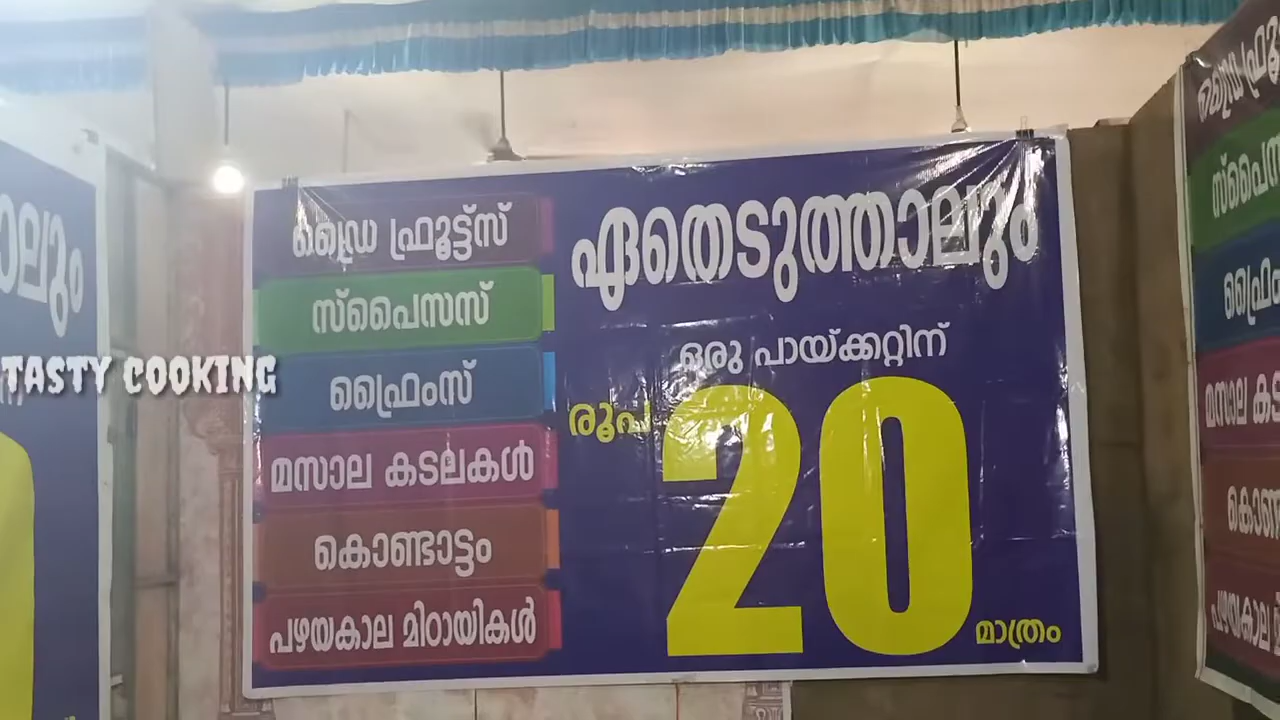 ഡ്രൈ ഫ്രൂട്ട്സ്
സ്പൈസസ്
ഫ്രൈംസ്
മസാല കടലകൾ
കൊണ്ടാട്ടം
പഴയകാല മിഠായികൾ
ഏതെടുത്താലും
ഒരു പായ്ക്കറ്റിന്
രൂപ 20
മാത്രം
TASTY COOKING